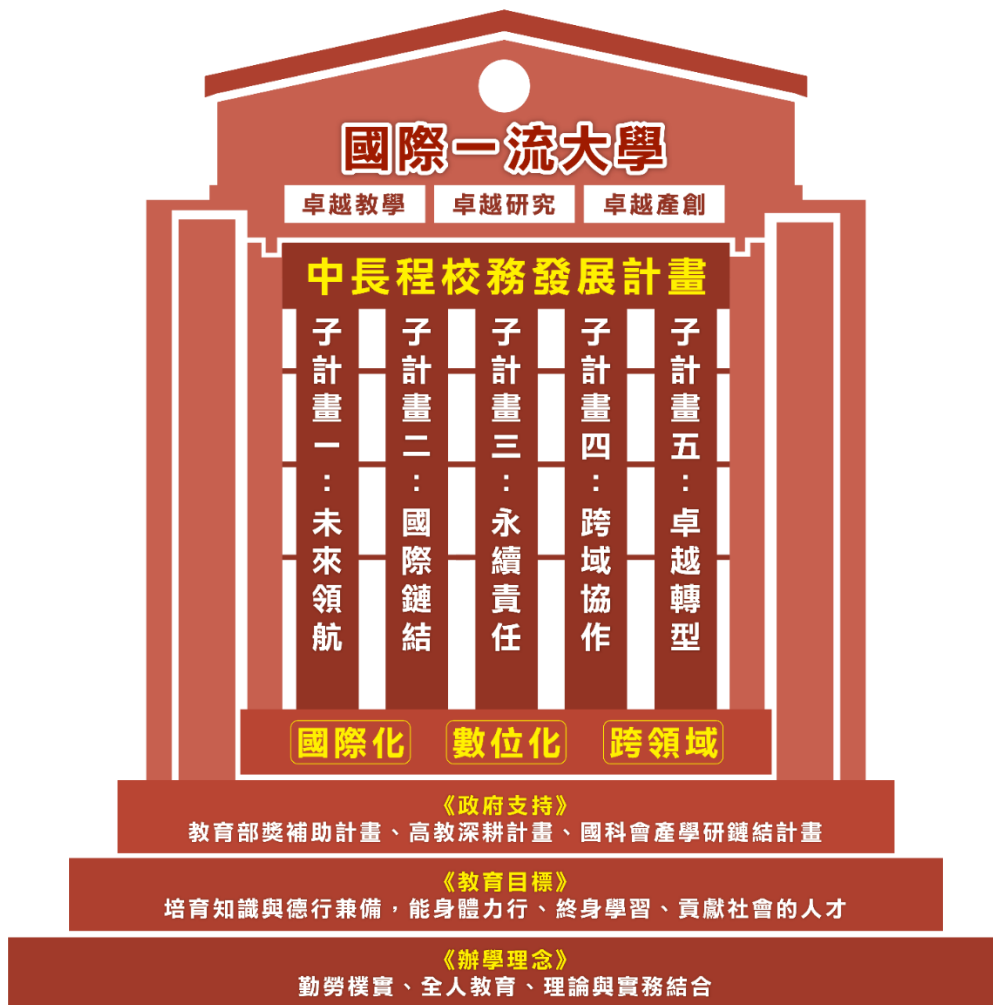 國際一流大學
卓越教學
卓越研究
卓越產創
中長程校務發展計畫
子計畫一：未來領航
子計畫二：國際鏈結
子計畫三：永續責任
子計畫四：跨域協作
子計畫五：卓越轉型
國際化
數位化
跨領域
《政府支持》
教育部獎補助計畫、高教深耕計畫、國科會產學研鏈結計畫
《教育目標》
培育知識與德行兼備，能身體力行、終身學習、貢獻社會的人才
《辦學理念》
勤勞樸實、全人教育、理論與實務結合